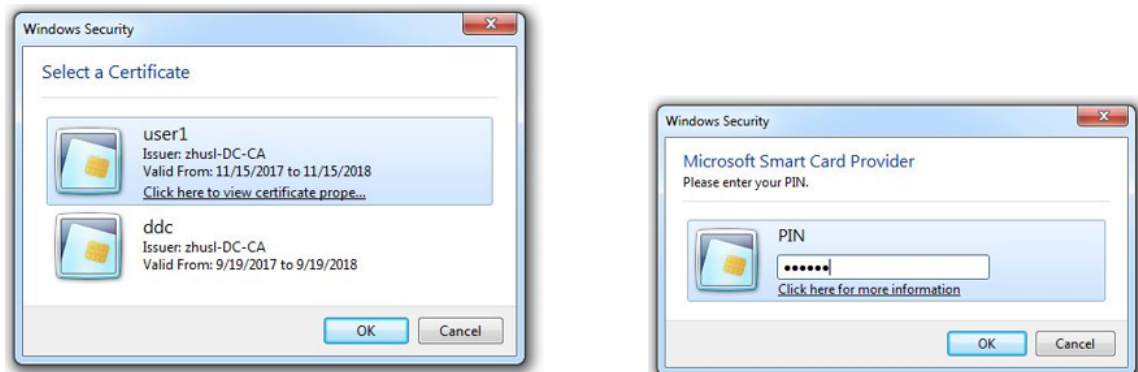 Windows Security
Select a Certificate
user1
Issuer: zhusl-DC-CA
Valid From: 11/15/2017 to 11/15/2018
Click here to view certificate prope...
ddc
Issuer: zhusl-DC-CA
Valid From: 9/19/2017 to 9/19/2018
OK
Cancel
Windows Security
Microsoft Smart Card Provider
Please enter your PIN.
PIN
••••••
Click here for more information
OK
Cancel